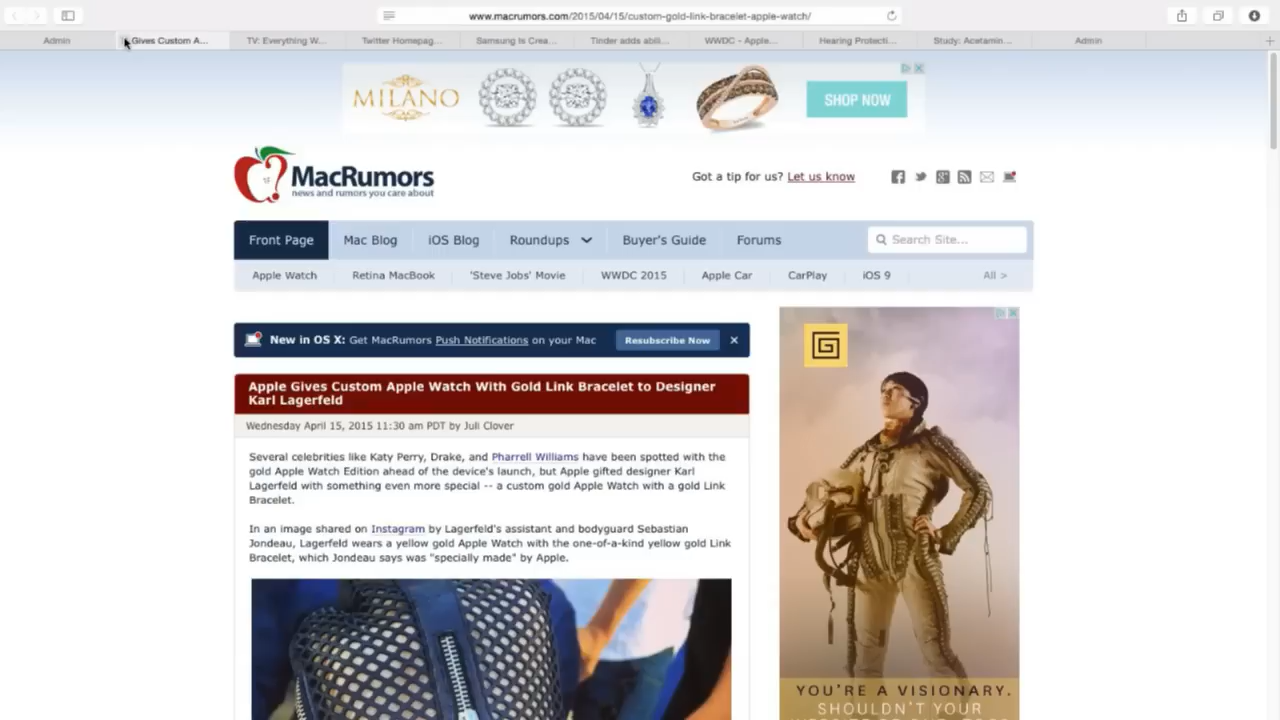 www.macrumors.com/2015/04/15/custom-gold-link-bracelet-apple-watch/
Admin
Gives Custom A...
TV: Everything W...
Twitter Homepag...
Samsung Is Crea...
Tinder adds abili...
WWDC - Apple...
Hearing Protecti...
Study: Acetamin...
Admin
MILANO
SHOP NOW
MacRumors
news and rumors you care about
Got a tip for us? Let us know
Front Page
Mac Blog
iOS Blog
Roundups
Buyer's Guide
Forums
Search Site...
Apple Watch
Retina MacBook
'Steve Jobs' Movie
WWDC 2015
Apple Car
CarPlay
iOS 9
All >
New in OS X: Get MacRumors Push Notifications on your Mac
Resubscribe Now
Apple Gives Custom Apple Watch With Gold Link Bracelet to Designer
Karl Lagerfeld
Wednesday April 15, 2015 11:30 am PDT by Juli Clover
Several celebrities like Katy Perry, Drake, and Pharrell Williams have been spotted with the
gold Apple Watch Edition ahead of the device's launch, but Apple gifted designer Karl
Lagerfeld with something even more special -- a custom gold Apple Watch with a gold Link
Bracelet.
In an image shared on Instagram by Lagerfeld's assistant and bodyguard Sebastian
Jondeau, Lagerfeld wears a yellow gold Apple Watch with the one-of-a-kind yellow gold Link
Bracelet, which Jondeau says was "specially made" by Apple.
YOU'RE A VISIONARY.
SHOULDN'T YOUR